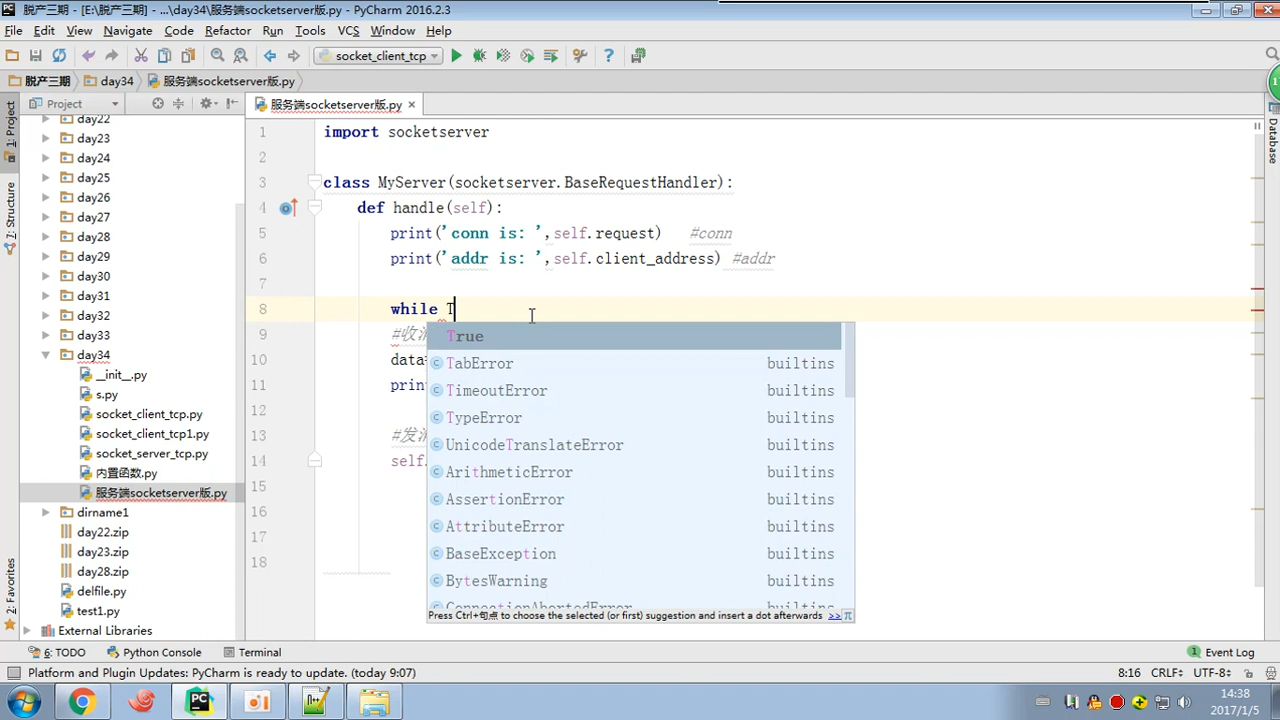 脱产三期 - [E:\脱产三期] - ...\day34\服务端socketserver版.py - PyCharm 2016.2.3
File Edit View Navigate Code Refactor Run Tools VCS Window Help
socket_client_tcp
脱产三期 day34 服务端socketserver版.py
Project
服务端socketserver版.py
1: Project
7: Structure
2: Favorites
Database
day22
day23
day24
day25
day26
day27
day28
day29
day30
day31
day32
day33
day34
__init__.py
s.py
socket_client_tcp.py
socket_client_tcp1.py
socket_server_tcp.py
内置函数.py
服务端socketserver版.py
dirname1
day22.zip
day23.zip
day28.zip
delfile.py
test1.py
External Libraries
1 import socketserver
2
3 class MyServer(socketserver.BaseRequestHandler):
4 def handle(self):
5 print('conn is: ',self.request) #conn
6 print('addr is: ',self.client_address) #addr
7
8 while T
9 #收
10 data
11 prin
12
13 #发
14 self.
15
16
17
18
True
TabError builtins
TimeoutError builtins
TypeError builtins
UnicodeTranslateError builtins
ArithmeticError builtins
AssertionError builtins
AttributeError builtins
BaseException builtins
BytesWarning builtins
ConnectionAbortedError builtins
Press Ctrl+句点 to choose the selected (or first) suggestion and insert a dot afterwards >> π
6: TODO Python Console Terminal 1 Event Log
Platform and Plugin Updates: PyCharm is ready to update. (today 9:07) 8:16 CRLF÷ UTF-8÷
14:38
2017/1/5